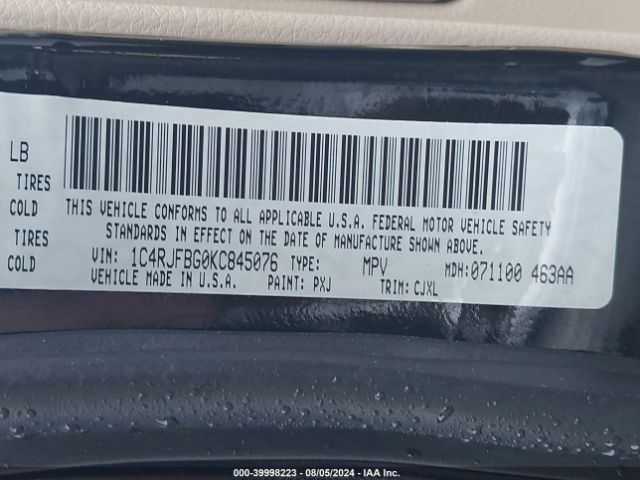 LB
TIRES
COLD
TIRES
COLD
THIS VEHICLE CONFORMS TO ALL APPLICABLE U.S.A. FEDERAL MOTOR VEHICLE SAFETY
STANDARDS IN EFFECT ON THE DATE OF MANUFACTURE SHOWN ABOVE.
VIN: 1C4RJFBG0KC845076 TYPE: MPV MDH:071100 463AA
VEHICLE MADE IN U.S.A. PAINT: PXJ TRIM: CJXL
000-39998223 - 08/05/2024 - IAA Inc.